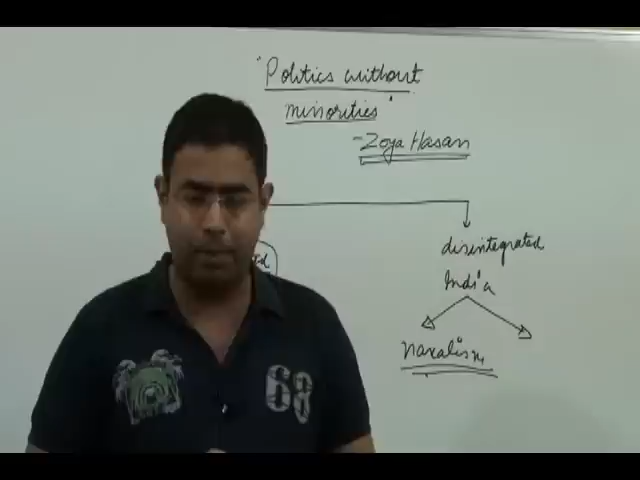 "Politics without
minorities"
- Zoya Hasan
disintegrated
India
naxalism
68